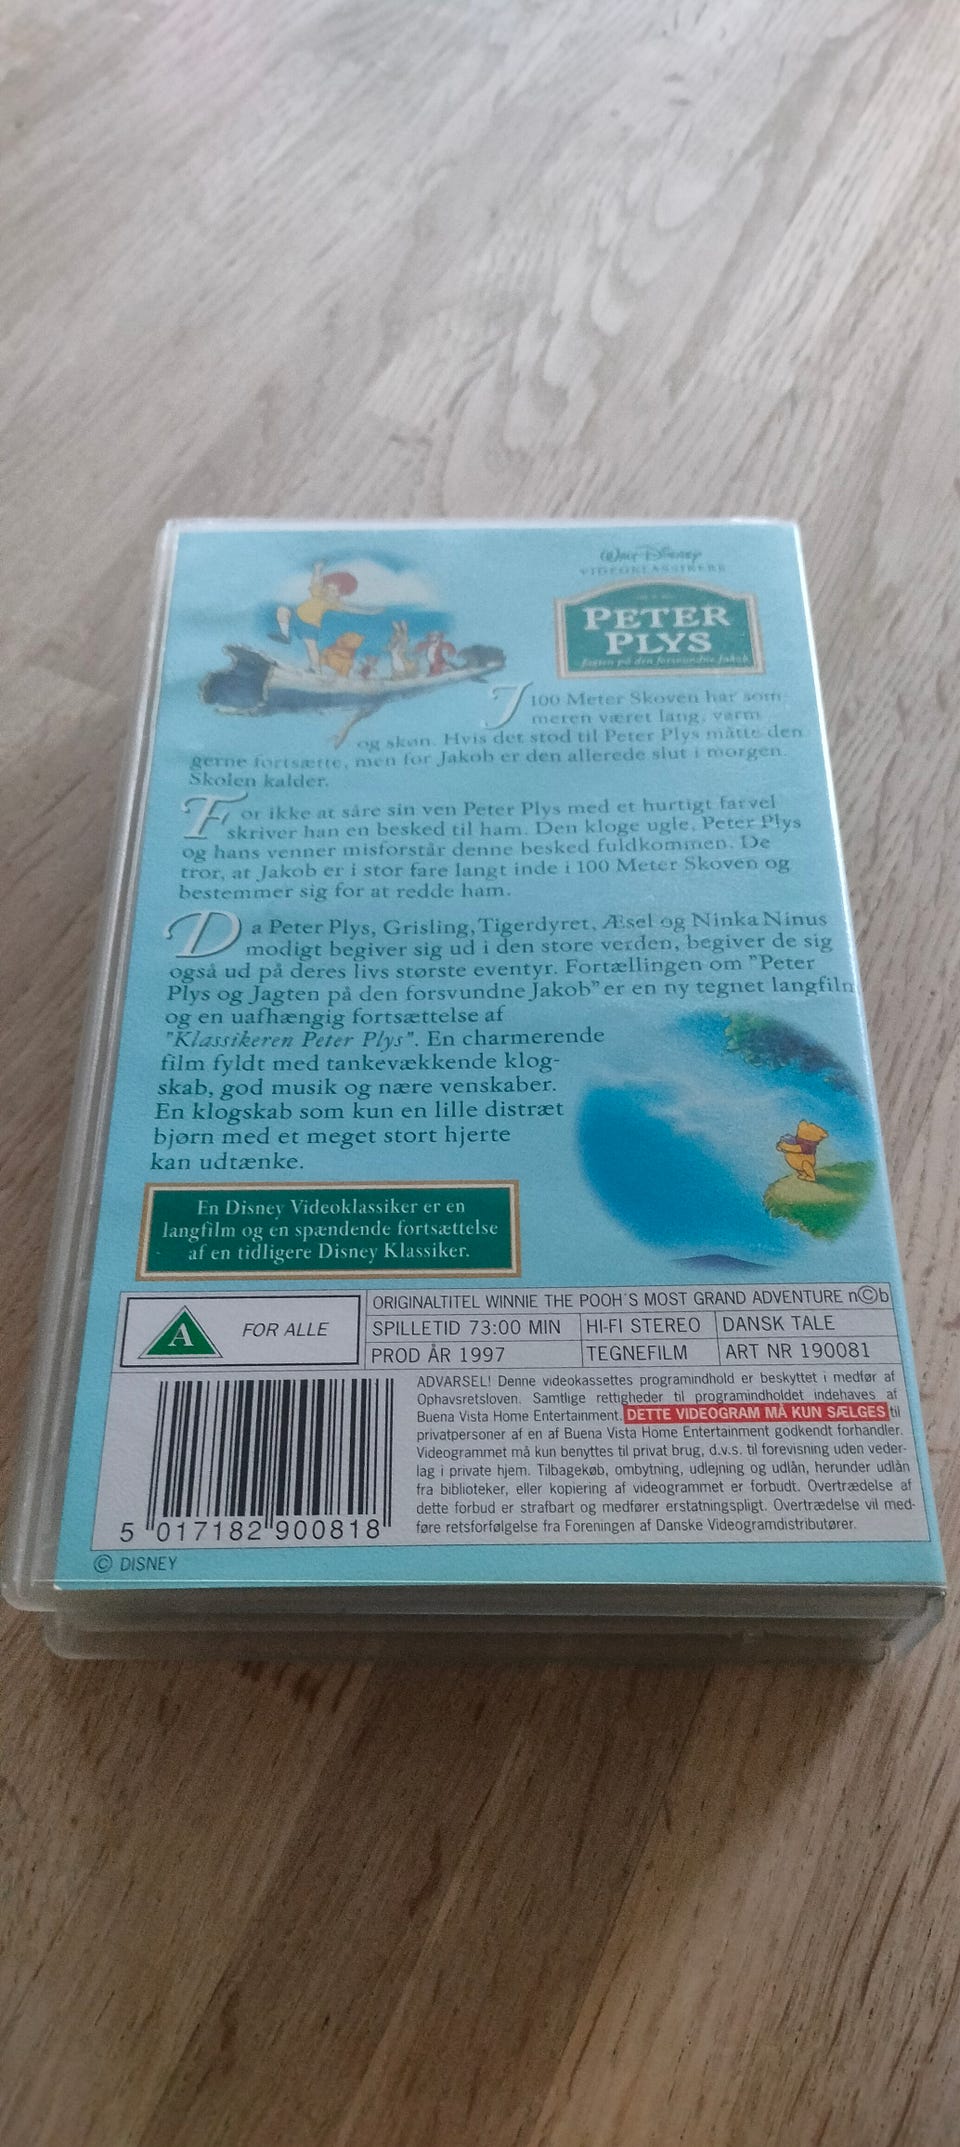 Walt Disney
VIDEOKLASSIKERE
PETER
PLYS
Jagten på den forsvundne Jakob
I 100 Meter Skoven har som-
meren været lang, varm
og skøn. Hvis det stod til Peter Plys måtte den
gerne fortsætte, men for Jakob er den allerede slut i morgen.
Skolen kalder.
For ikke at såre sin ven Peter Plys med et hurtigt farvel
skriver han en besked til ham. Den kloge ugle, Peter Plys
og hans venner misforstår denne besked fuldkommen. De
tror, at Jakob er i stor fare langt inde i 100 Meter Skoven og
bestemmer sig for at redde ham.
Da Peter Plys, Grisling, Tigerdyret, Æsel og Ninka Ninus
modigt begiver sig ud i den store verden, begiver de sig
også ud på deres livs største eventyr. Fortællingen om "Peter
Plys og Jagten på den forsvundne Jakob" er en ny tegnet langfilm
og en uafhængig fortsættelse af
"Klassikeren Peter Plys". En charmerende
film fyldt med tankevækkende klog-
skab, god musik og nære venskaber.
En klogskab som kun en lille distræt
bjørn med et meget stort hjerte
kan udtænke.
En Disney Videoklassiker er en
langfilm og en spændende fortsættelse
af en tidligere Disney Klassiker.
A FOR ALLE
ORIGINALTITEL WINNIE THE POOH'S MOST GRAND ADVENTURE n©b
SPILLETID 73:00 MIN HI-FI STEREO DANSK TALE
PROD ÅR 1997 TEGNEFILM ART NR 190081
ADVARSEL! Denne videokassettes programindhold er beskyttet i medfør af
Ophavsretsloven. Samtlige rettigheder til programindholdet indehaves af
Buena Vista Home Entertainment. DETTE VIDEOGRAM MÅ KUN SÆLGES til
privatpersoner af en af Buena Vista Home Entertainment godkendt forhandler.
Videogrammet må kun benyttes til privat brug, d.v.s. til forevisning uden veder-
lag i private hjem. Tilbagekøb, ombytning, udlejning og udlån, herunder udlån
fra biblioteker, eller kopiering af videogrammet er forbudt. Overtrædelse af
dette forbud er strafbart og medfører erstatningspligt. Overtrædelse vil med-
føre retsforfølgelse fra Foreningen af Danske Videogramdistributører.
5 017182 900818
© DISNEY